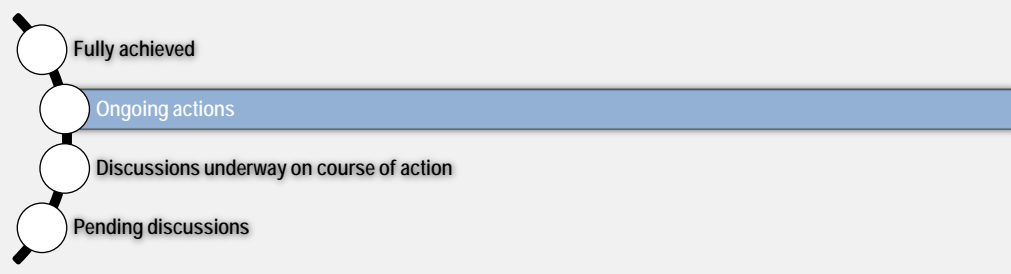 Fully achieved
Ongoing actions
Discussions underway on course of action
Pending discussions